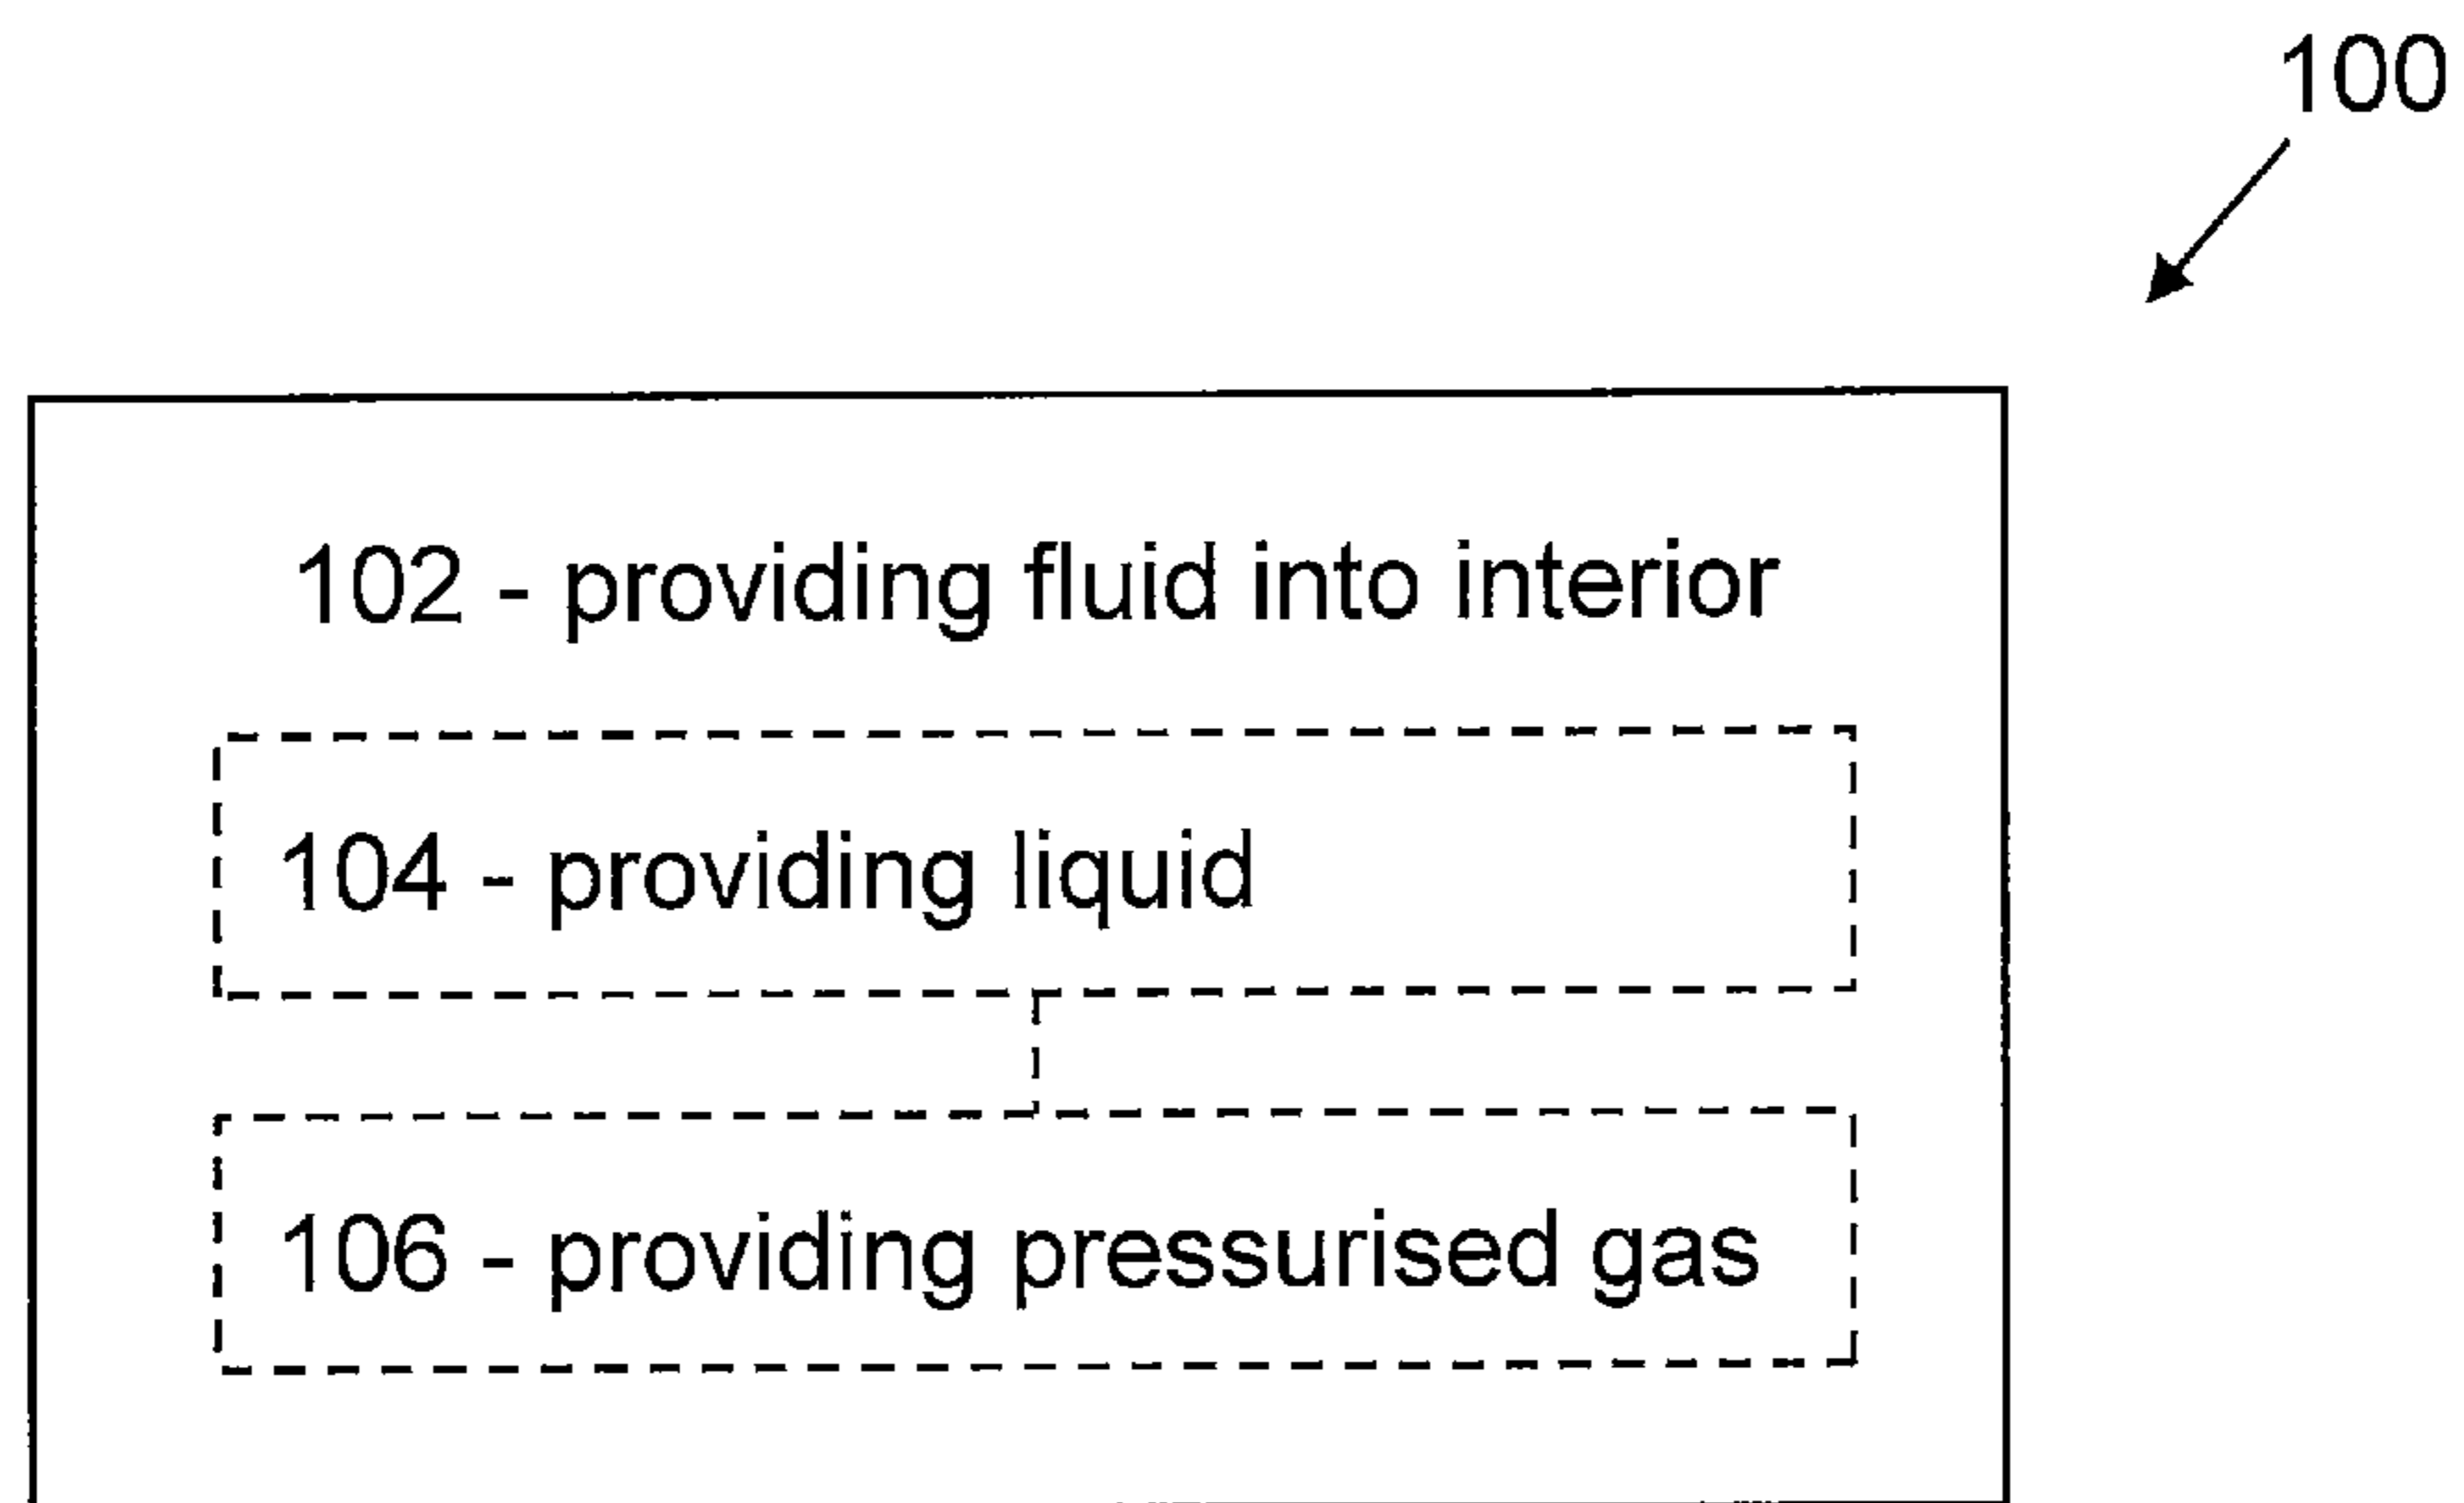 100
102 - providing fluid into interior
104 - providing liquid
106 - providing pressurised gas